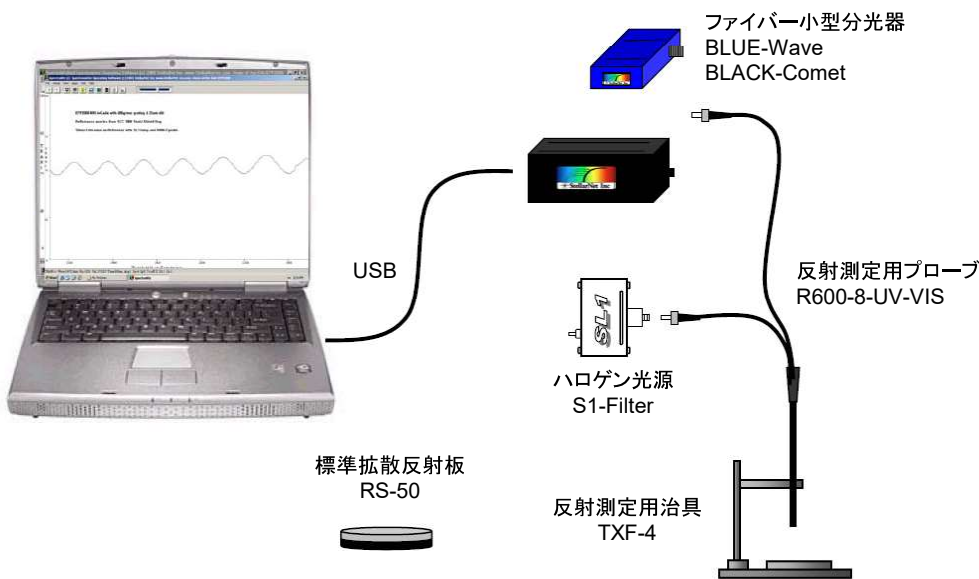 ファイバー小型分光器
BLUE-Wave
BLACK-Comet
StellarNet Inc
USB
反射測定用プローブ
R600-8-UV-VIS
SL1
ハロゲン光源
S1-Filter
標準拡散反射板
RS-50
反射測定用治具
TXF-4